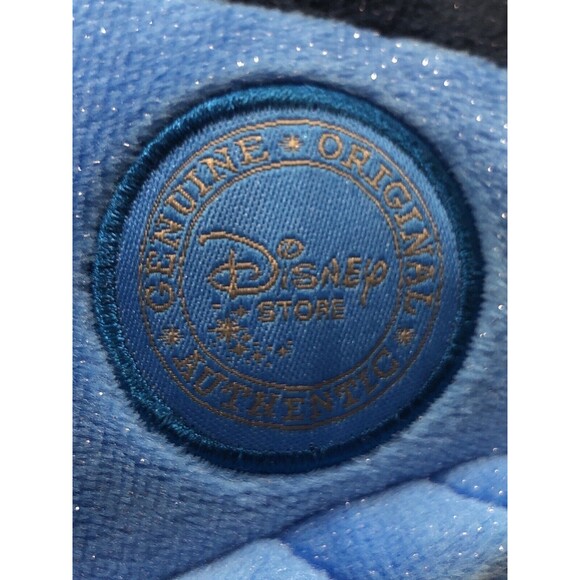 GENUINE * ORIGINAL * AUTHENTIC *
Disney
STORE